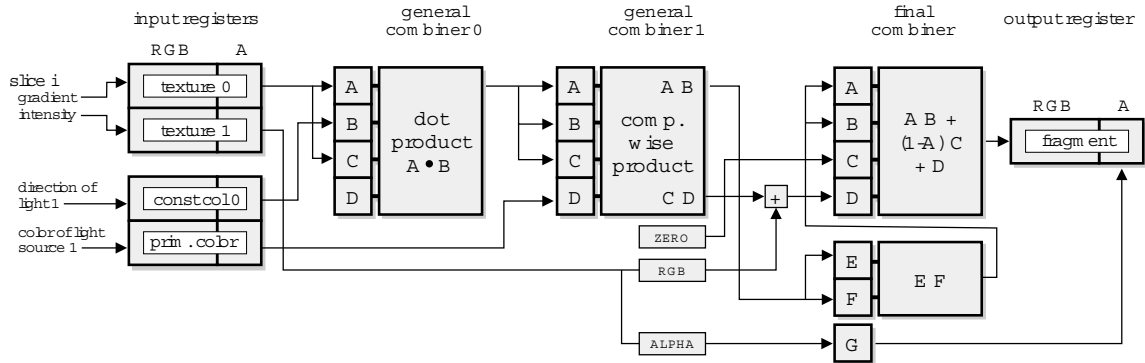 input registers
general
combiner 0
general
combiner 1
final
combiner
output register
RGB A
slice i
gradient
intensity
texture 0
texture 1
direction of
light 1
color of light
source 1
const col 0
prim. color
A
B
C
D
dot
product
A • B
A
B
C
D
A B
comp.
wise
product
C D
+
ZERO
RGB
ALPHA
A
B
C
D
A B +
(1-A) C
+ D
E
F
E F
G
RGB A
fragment